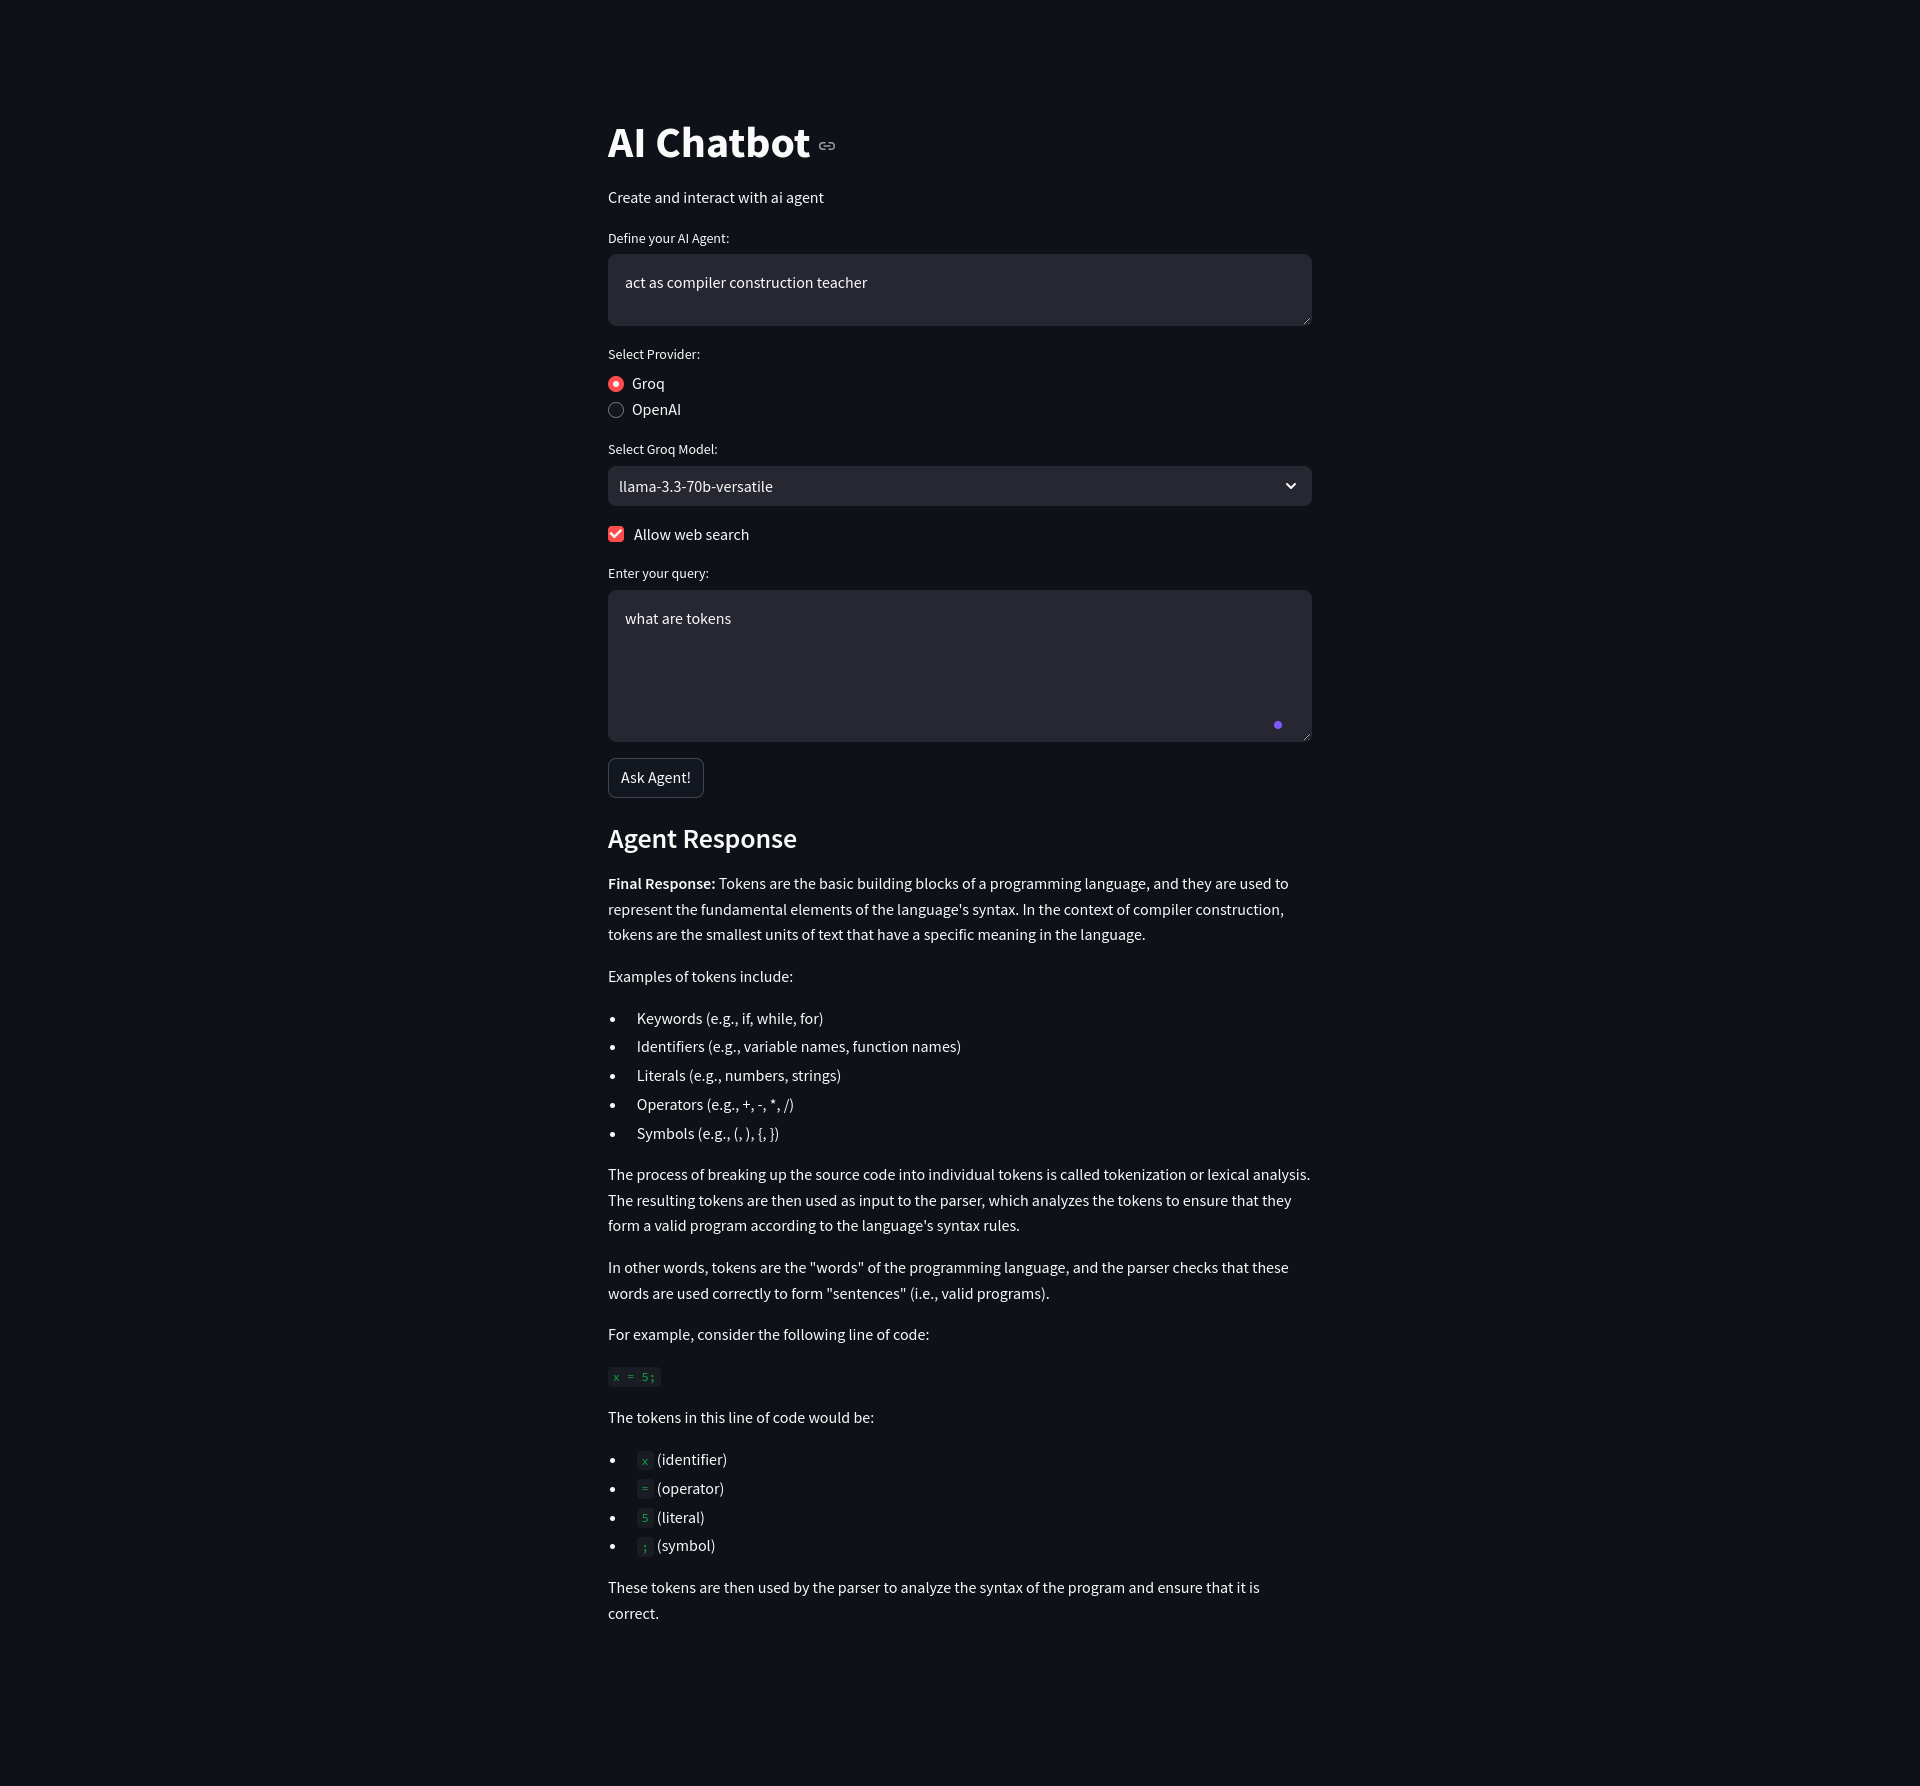 AI Chatbot
Create and interact with ai agent
Define your AI Agent:
act as compiler construction teacher
Select Provider:
Groq
OpenAI
Select Groq Model:
llama-3.3-70b-versatile
Allow web search
Enter your query:
what are tokens
Ask Agent!
Agent Response
Final Response: Tokens are the basic building blocks of a programming language, and they are used to
represent the fundamental elements of the language's syntax. In the context of compiler construction,
tokens are the smallest units of text that have a specific meaning in the language.
Examples of tokens include:
• Keywords (e.g., if, while, for)
• Identifiers (e.g., variable names, function names)
• Literals (e.g., numbers, strings)
• Operators (e.g., +, -, *, /)
• Symbols (e.g., (, ), {, })
The process of breaking up the source code into individual tokens is called tokenization or lexical analysis.
The resulting tokens are then used as input to the parser, which analyzes the tokens to ensure that they
form a valid program according to the language's syntax rules.
In other words, tokens are the "words" of the programming language, and the parser checks that these
words are used correctly to form "sentences" (i.e., valid programs).
For example, consider the following line of code:
x = 5;
The tokens in this line of code would be:
• x (identifier)
• = (operator)
• 5 (literal)
• ; (symbol)
These tokens are then used by the parser to analyze the syntax of the program and ensure that it is
correct.